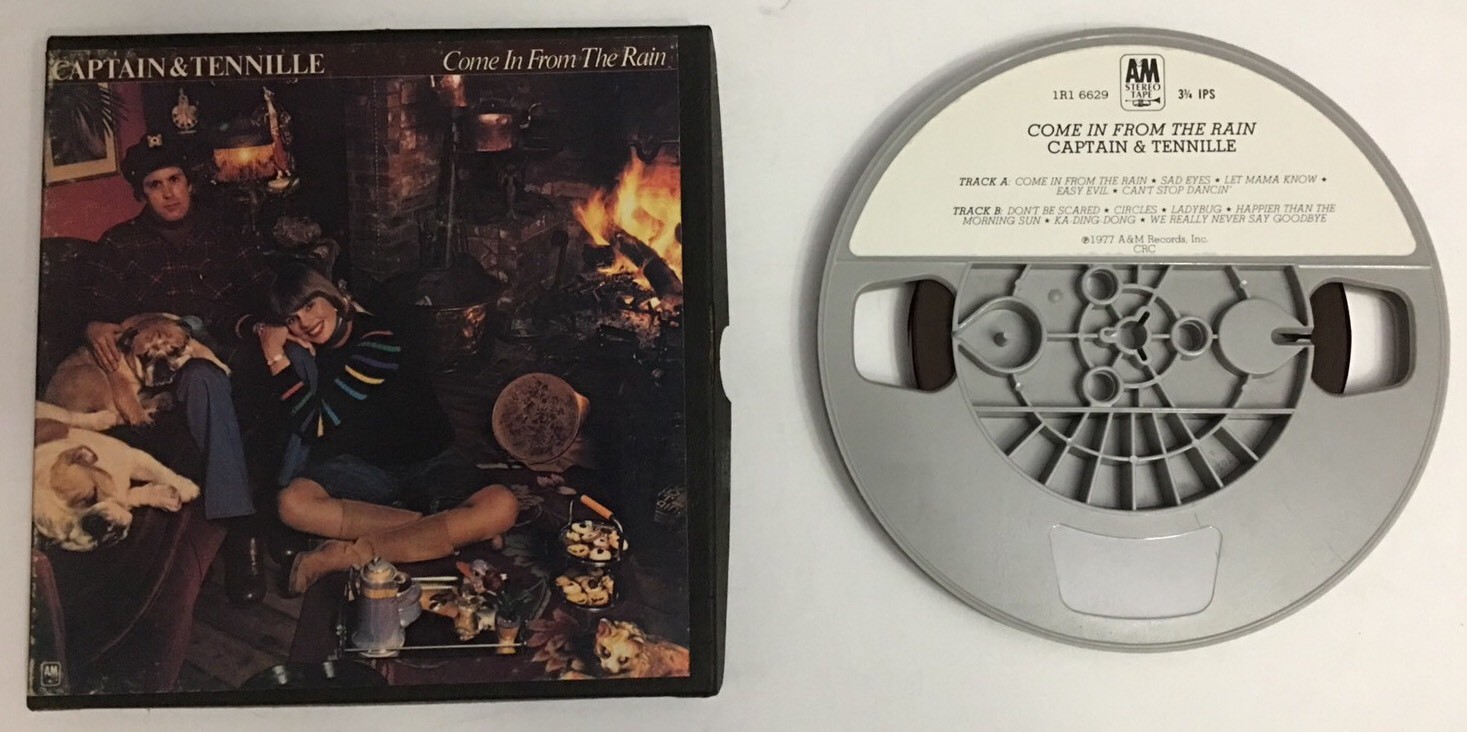 CAPTAIN & TENNILLE
Come In From The Rain
AM
AM
STEREO
TAPE
1R1 6629
3¾ IPS
COME IN FROM THE RAIN
CAPTAIN & TENNILLE
TRACK A: COME IN FROM THE RAIN ★ SAD EYES ★ LET MAMA KNOW ★
EASY EVIL ★ CAN'T STOP DANCIN'
TRACK B: DON'T BE SCARED ★ CIRCLES ★ LADYBUG ★ HAPPIER THAN THE
MORNING SUN ★ KA-DING-DONG ★ WE REALLY NEVER SAY GOODBYE
℗1977 A&M Records, Inc.
CRC